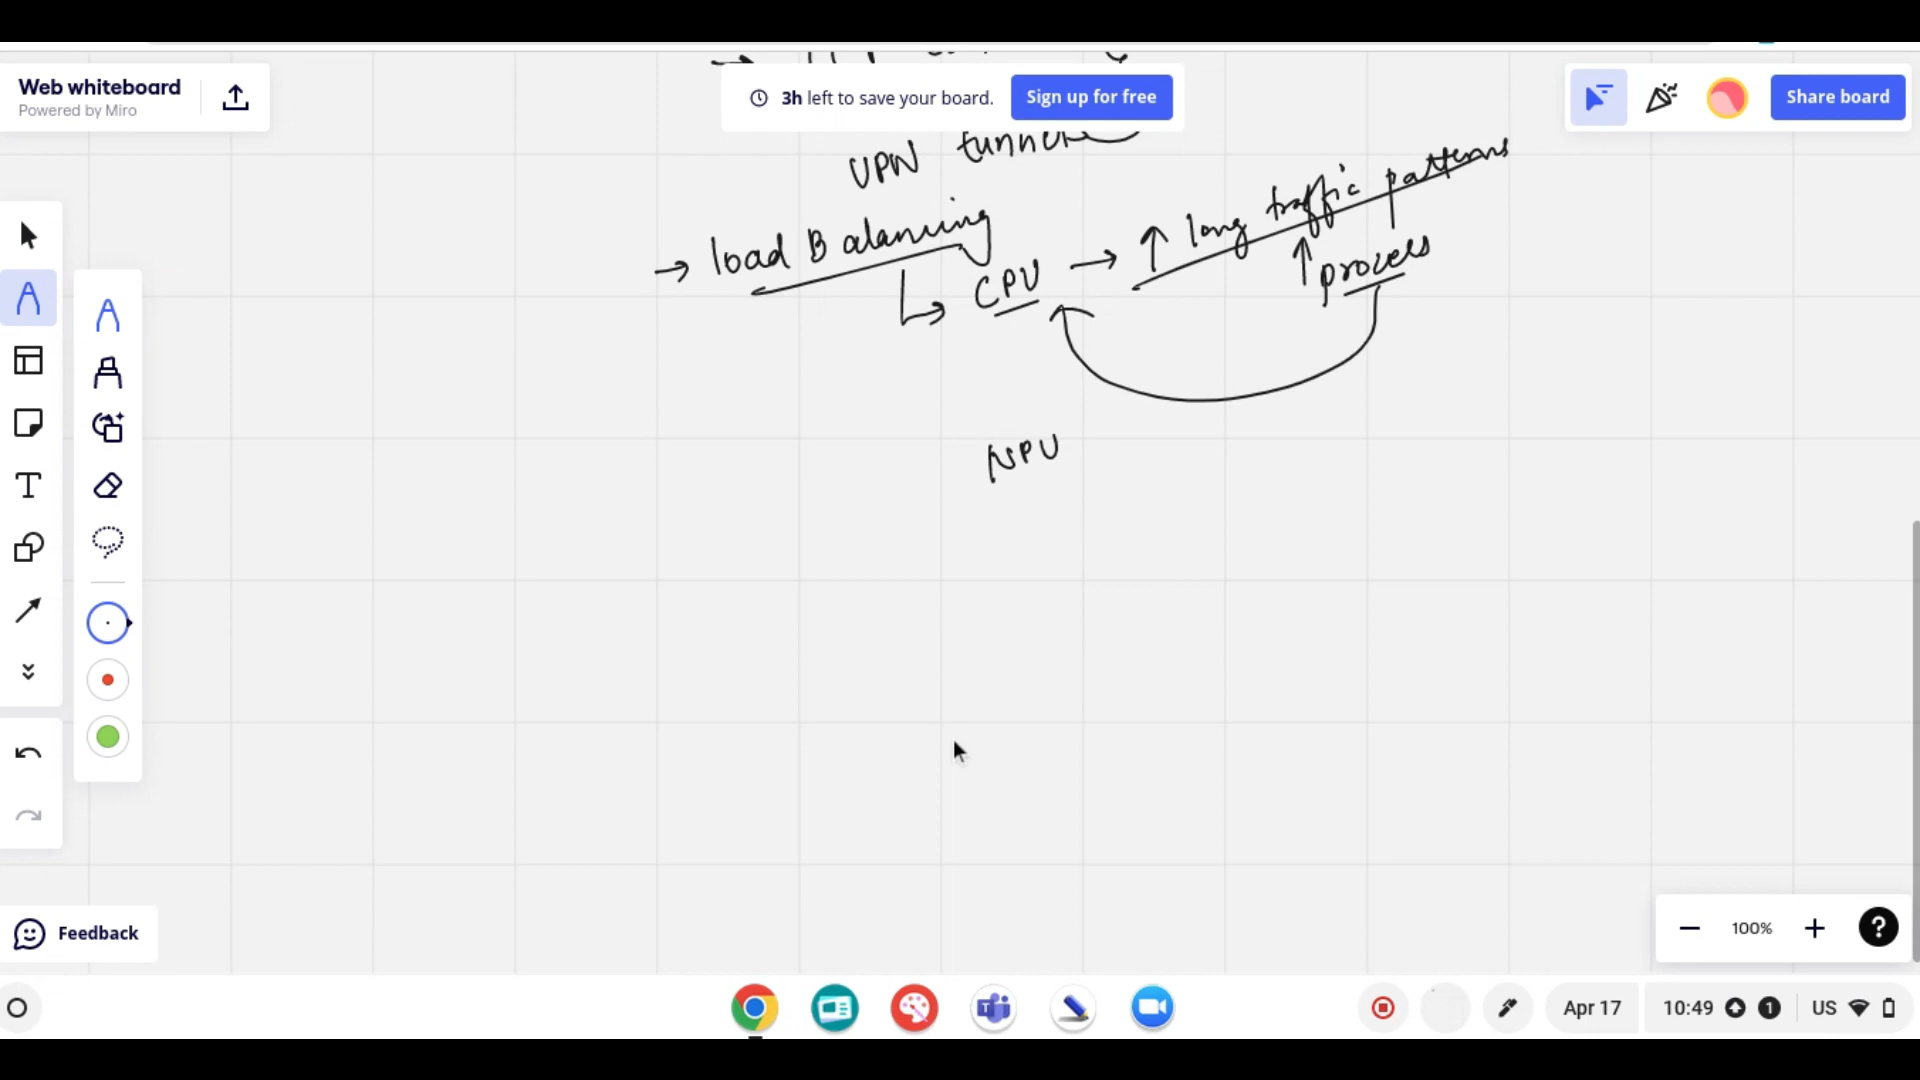 Web whiteboard
Powered by Miro
3h left to save your board.
Sign up for free
Share board
VPN tunnel
→ load Balancing
↑ long traffic patterns
↳ CPU →
↑ process
NPU
T
Feedback
− 100% + ?
Apr 17
10:49
1
US